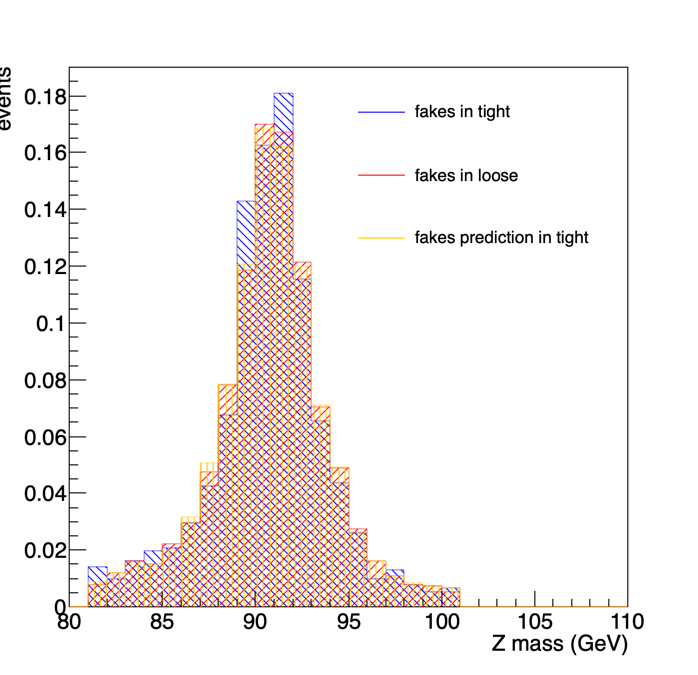 events
0.18
0.16
0.14
0.12
0.1
0.08
0.06
0.04
0.02
0
fakes in tight
fakes in loose
fakes prediction in tight
80 85 90 95 100 105 110
Z mass (GeV)